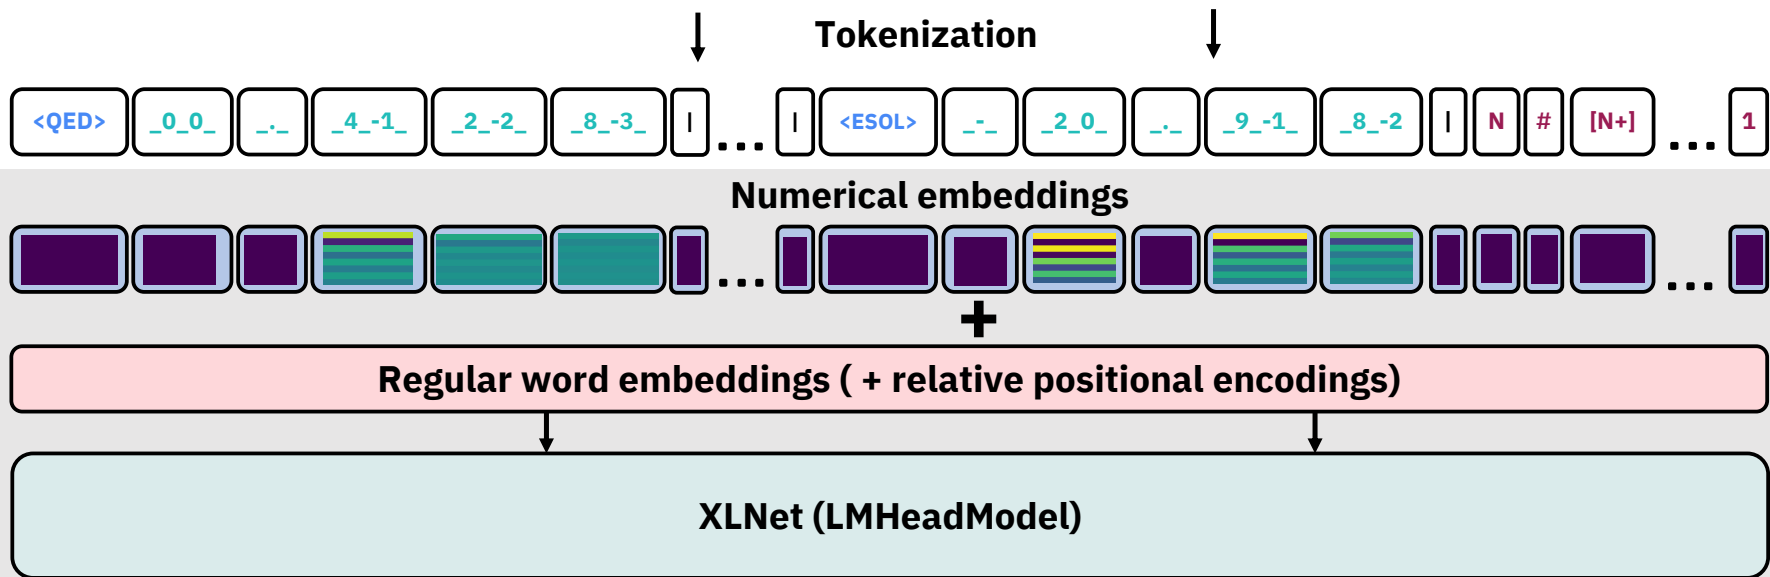 Tokenization
<QED> _0_0_ _._ _4_-1_ _2_-2_ _8_-3_ | ... | <ESOL> _-_ _2_0_ _._ _9_-1_ _8_-2 | N # [N+] ... 1
Numerical embeddings
... ...
+
Regular word embeddings ( + relative positional encodings)
XLNet (LMHeadModel)